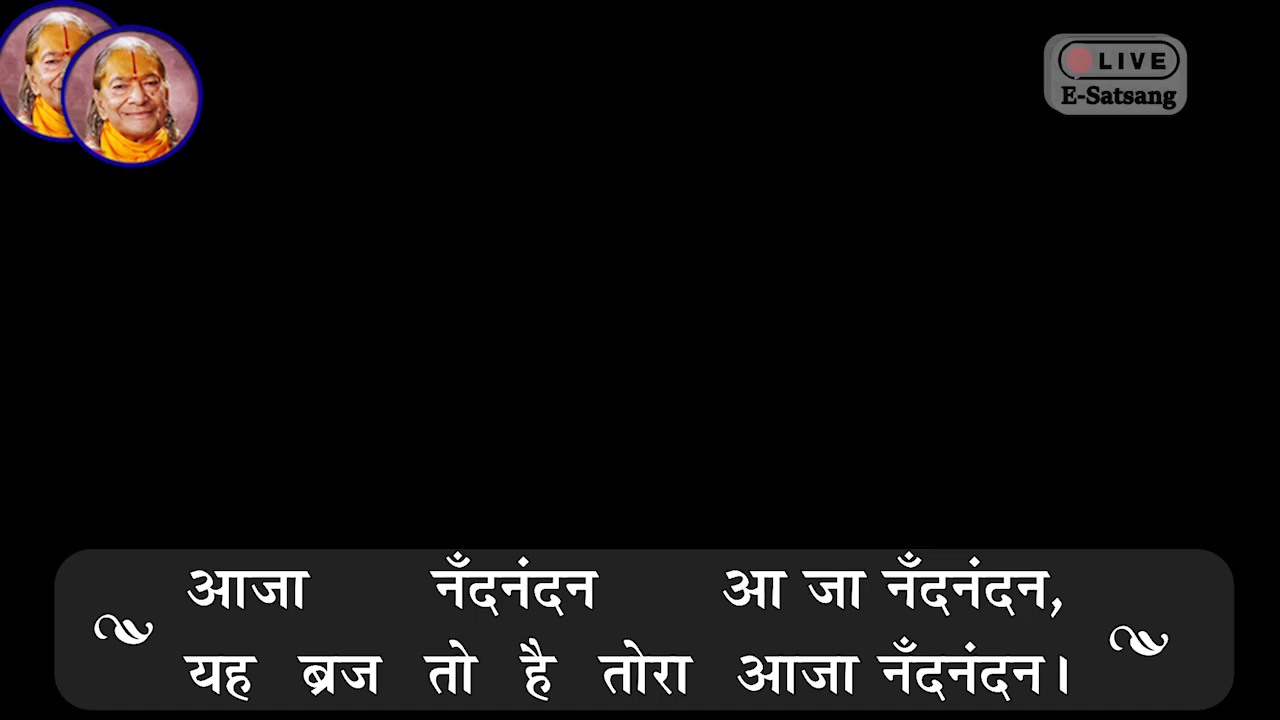 LIVE
E-Satsang
आजा नँदनंदन आ जा नँदनंदन,
यह ब्रज तो है तोरा आजा नँदनंदन।